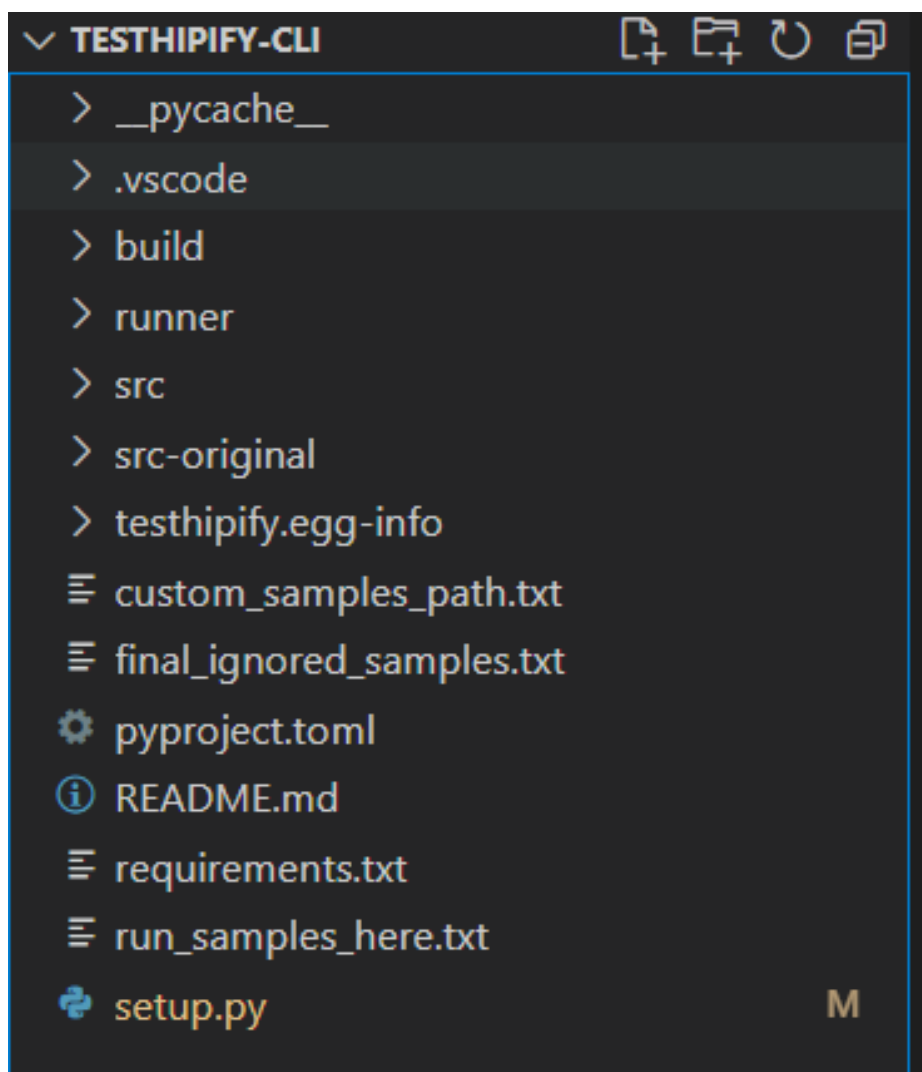 TESTHIPIFY-CLI
__pycache__
.vscode
build
runner
src
src-original
testhipify.egg-info
custom_samples_path.txt
final_ignored_samples.txt
pyproject.toml
README.md
requirements.txt
run_samples_here.txt
setup.py M